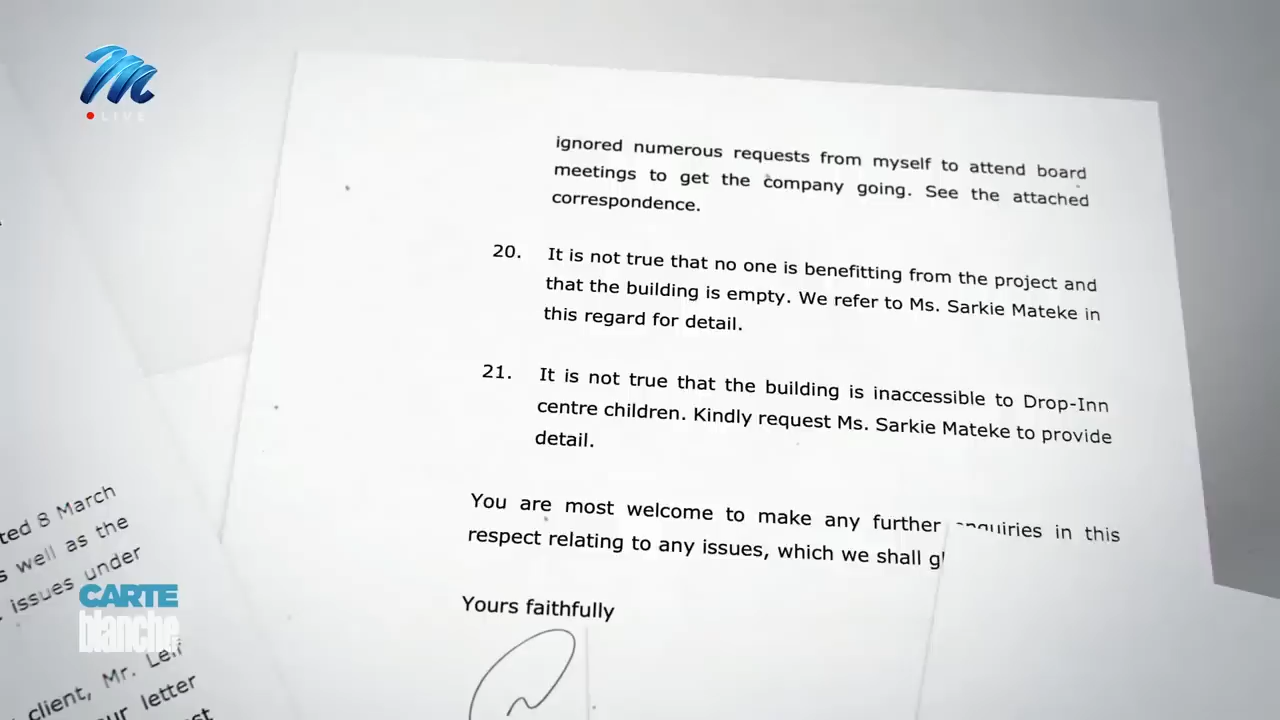 LIVE
ignored numerous requests from myself to attend board
meetings to get the company going. See the attached
correspondence.
20. It is not true that no one is benefitting from the project and
that the building is empty. We refer to Ms. Sarkie Mateke in
this regard for detail.
21. It is not true that the building is inaccessible to Drop-Inn
centre children. Kindly request Ms. Sarkie Mateke to provide
detail.
You are most welcome to make any further enquiries in this
respect relating to any issues, which we shall
Yours faithfully
8 March
well as the
issues under
client, Mr.
letter
CARTE
blanche